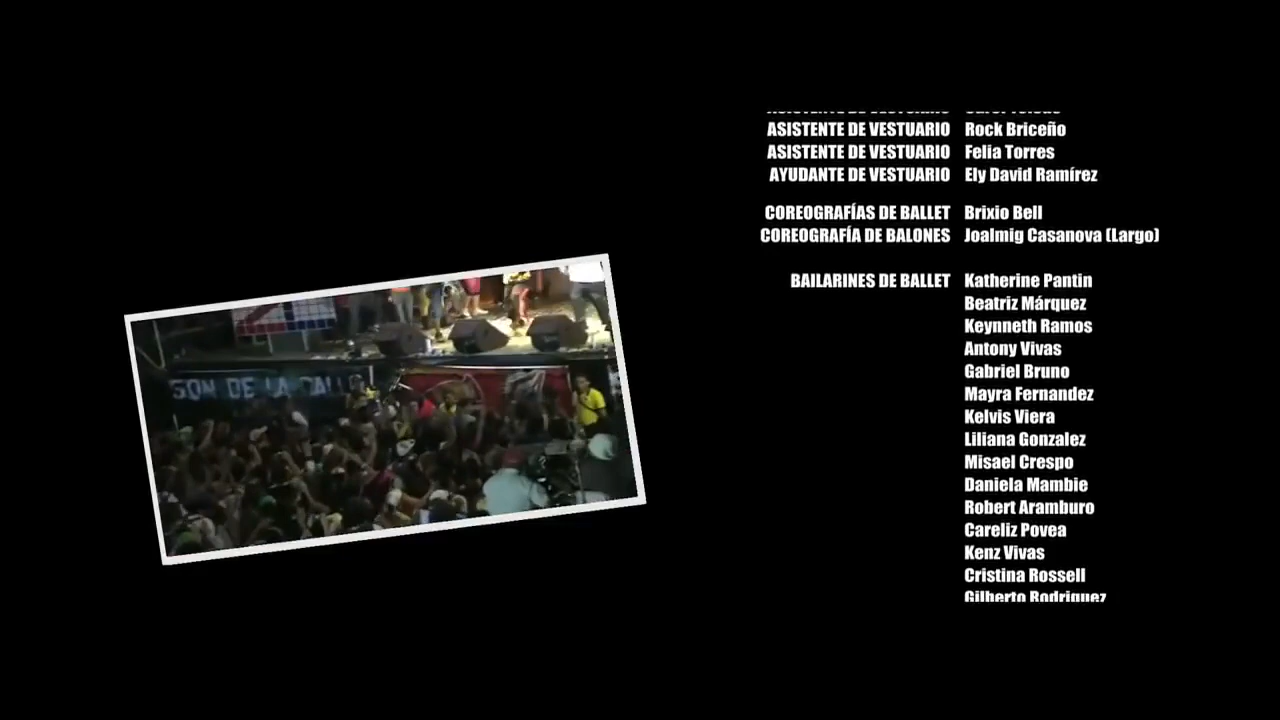 ASISTENTE DE VESTUARIO Rock Briceño
ASISTENTE DE VESTUARIO Felia Torres
AYUDANTE DE VESTUARIO Ely David Ramírez
COREOGRAFÍAS DE BALLET Brixio Bell
COREOGRAFÍA DE BALONES Joalmig Casanova (Largo)
BAILARINES DE BALLET Katherine Pantin
Beatriz Márquez
Keynneth Ramos
Antony Vivas
Gabriel Bruno
Mayra Fernandez
Kelvis Viera
Liliana Gonzalez
Misael Crespo
Daniela Mambie
Robert Aramburo
Careliz Povea
Kenz Vivas
Cristina Rossell
Gilberto Rodriguez
SON DE LA CALLE